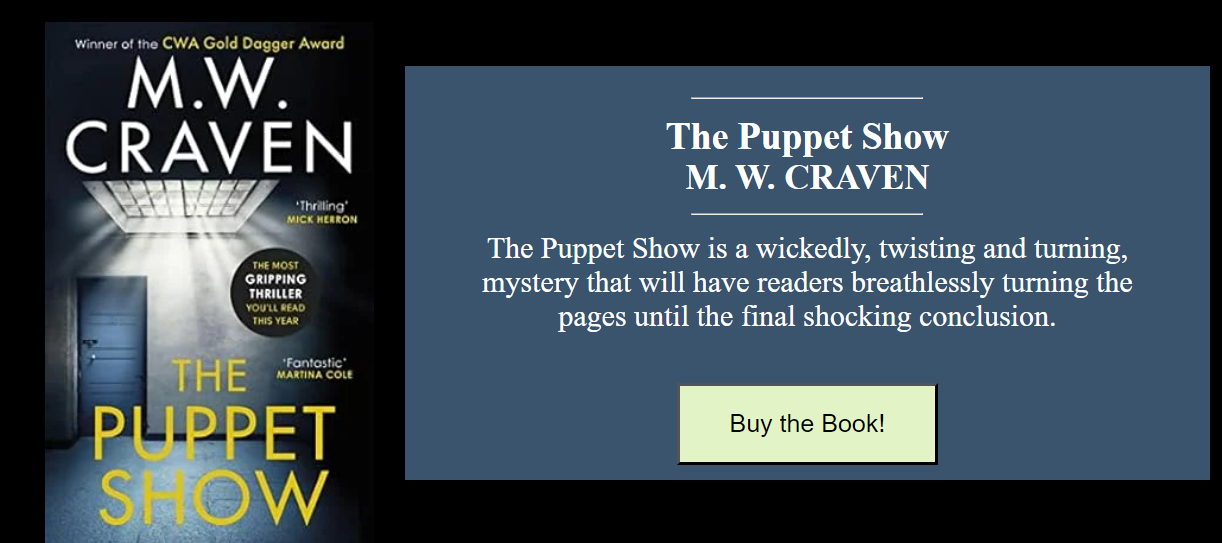 Winner of the CWA Gold Dagger Award
M.W.
CRAVEN
'Thrilling'
MICK HERRON
THE MOST
GRIPPING
THRILLER
YOU'LL READ
THIS YEAR
'Fantastic'
MARTINA COLE
THE
PUPPET
SHOW
The Puppet Show
M. W. CRAVEN
The Puppet Show is a wickedly, twisting and turning,
mystery that will have readers breathlessly turning the
pages until the final shocking conclusion.
Buy the Book!